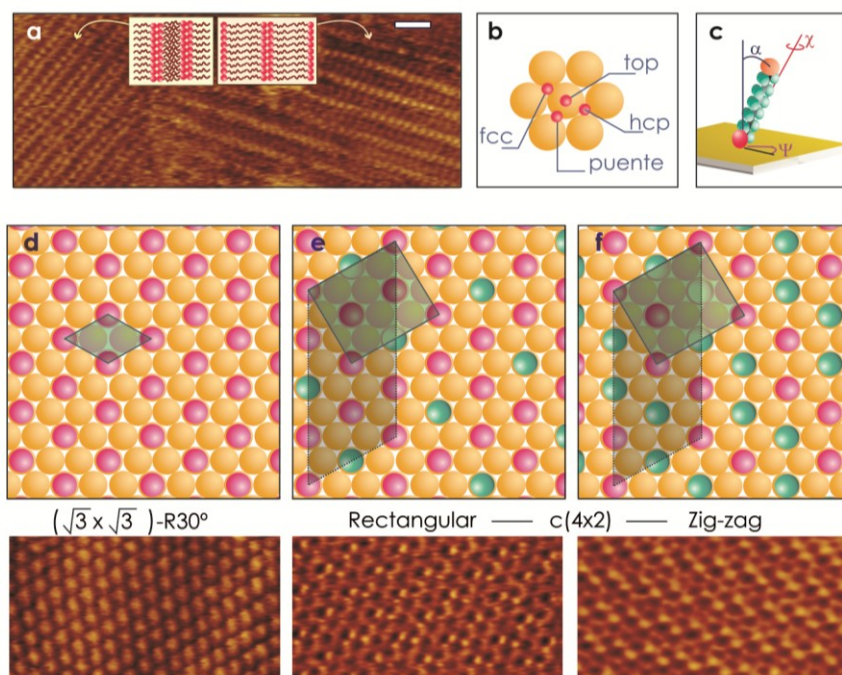 a
b
c
top
hcp
fcc
puente
α
χ
Ψ
d
e
f
(√3 x √3)-R30º
Rectangular — c(4x2) — Zig-zag